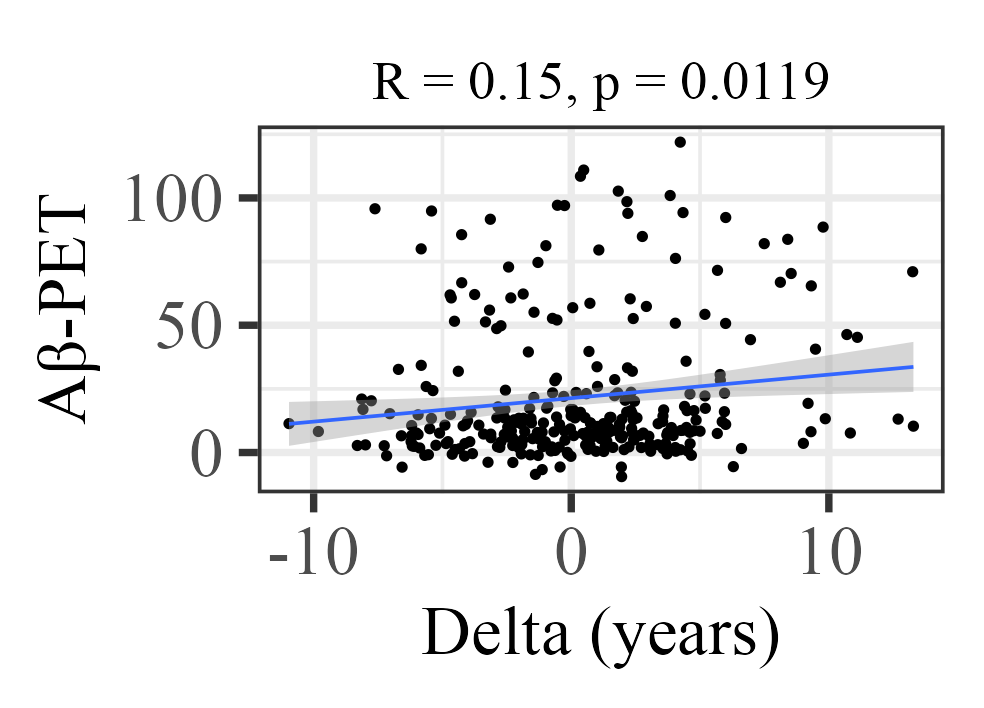 R = 0.15, p = 0.0119
Aβ-PET
100
50
0
-10 0 10
Delta (years)